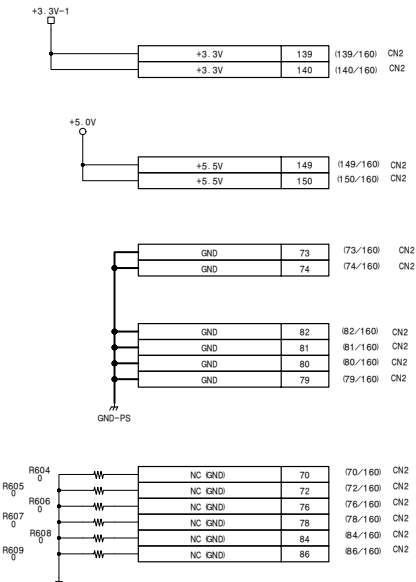 +3.3V-1
+3.3V 139 (139/160) CN2
+3.3V 140 (140/160) CN2
+5.0V
+5.5V 149 (149/160) CN2
+5.5V 150 (150/160) CN2
GND 73 (73/160) CN2
GND 74 (74/160) CN2
GND 82 (82/160) CN2
GND 81 (81/160) CN2
GND 80 (80/160) CN2
GND 79 (79/160) CN2
GND-PS
R604 0 NC (GND) 70 (70/160) CN2
R605 0 NC (GND) 72 (72/160) CN2
R606 0 NC (GND) 76 (76/160) CN2
R607 0 NC (GND) 78 (78/160) CN2
R608 0 NC (GND) 84 (84/160) CN2
R609 0 NC (GND) 86 (86/160) CN2